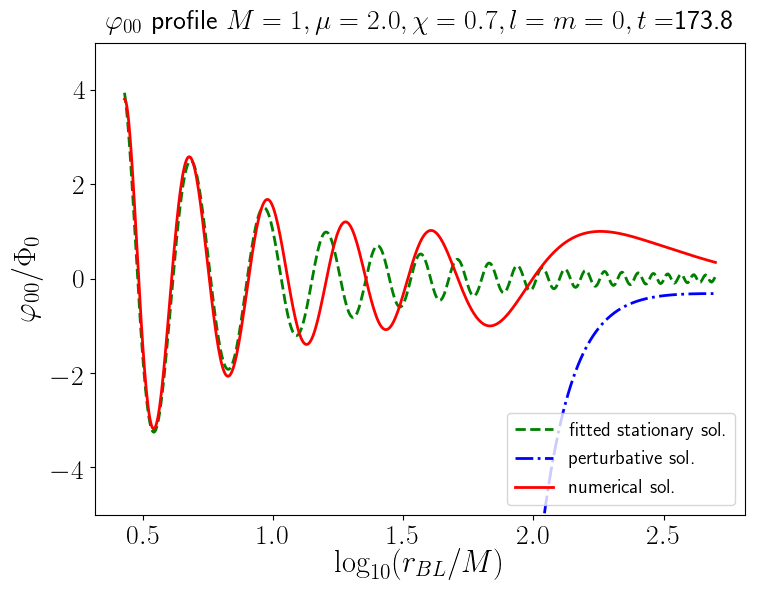 φ₀₀ profile M = 1, μ = 2.0, χ = 0.7, l = m = 0, t =173.8
φ₀₀/Φ₀
4
2
0
−2
−4
fitted stationary sol.
perturbative sol.
numerical sol.
0.5 1.0 1.5 2.0 2.5
log₁₀(r_BL/M)